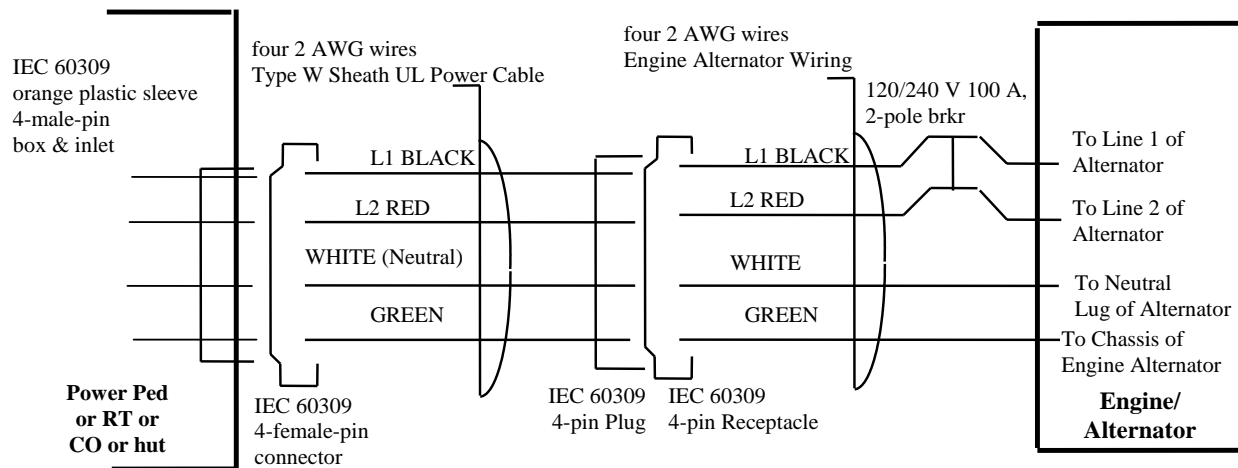 IEC 60309
orange plastic sleeve
4-male-pin
box & inlet
four 2 AWG wires
Type W Sheath UL Power Cable
four 2 AWG wires
Engine Alternator Wiring
120/240 V 100 A,
2-pole brkr
L1 BLACK
L2 RED
WHITE (Neutral)
GREEN
L1 BLACK
L2 RED
WHITE
GREEN
To Line 1 of
Alternator
To Line 2 of
Alternator
To Neutral
Lug of Alternator
To Chassis of
Engine Alternator
Power Ped
or RT or
CO or hut
IEC 60309
4-female-pin
connector
IEC 60309
4-pin Plug
IEC 60309
4-pin Receptacle
Engine/
Alternator